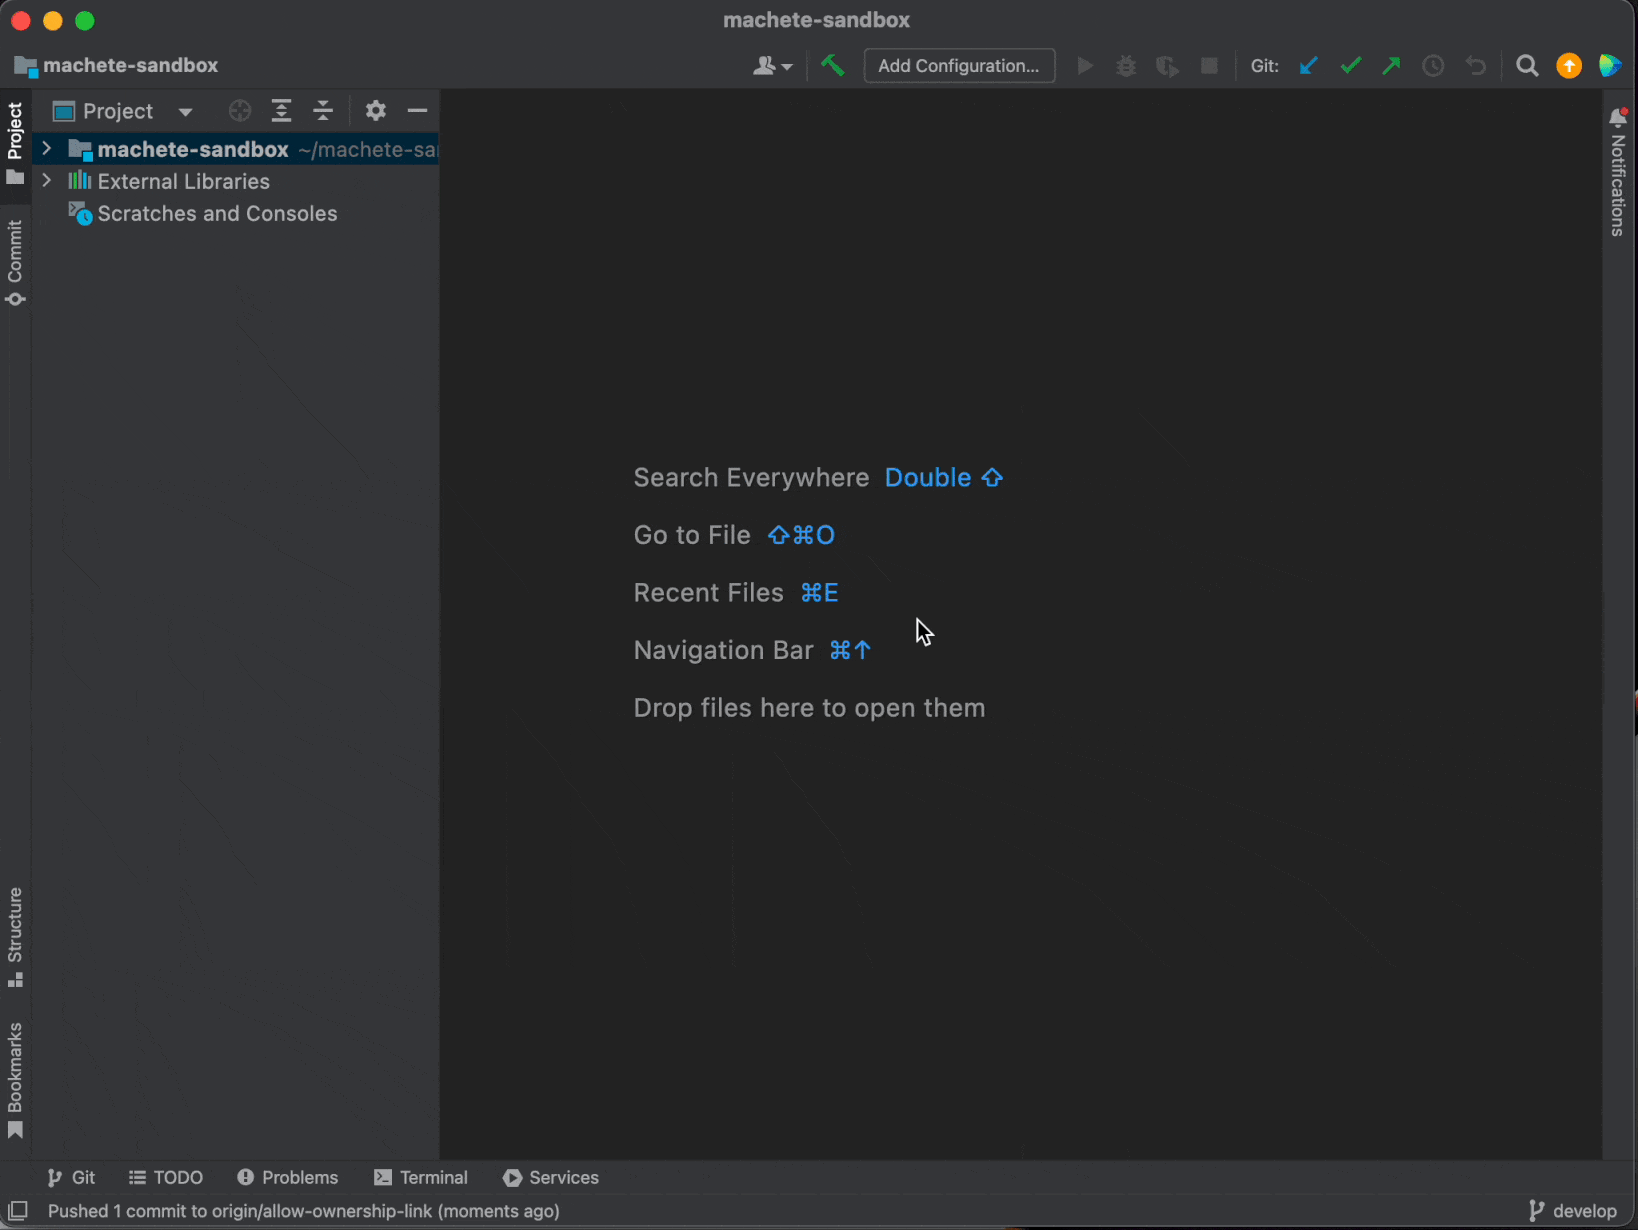 machete-sandbox
machete-sandbox
Add Configuration...
Git:
Project
Project
machete-sandbox ~/machete-sa
External Libraries
Scratches and Consoles
Commit
Notifications
Search Everywhere Double ⇧
Go to File ⇧⌘O
Recent Files ⌘E
Navigation Bar ⌘↑
Drop files here to open them
Structure
Bookmarks
Git
TODO
Problems
Terminal
Services
Pushed 1 commit to origin/allow-ownership-link (moments ago)
develop